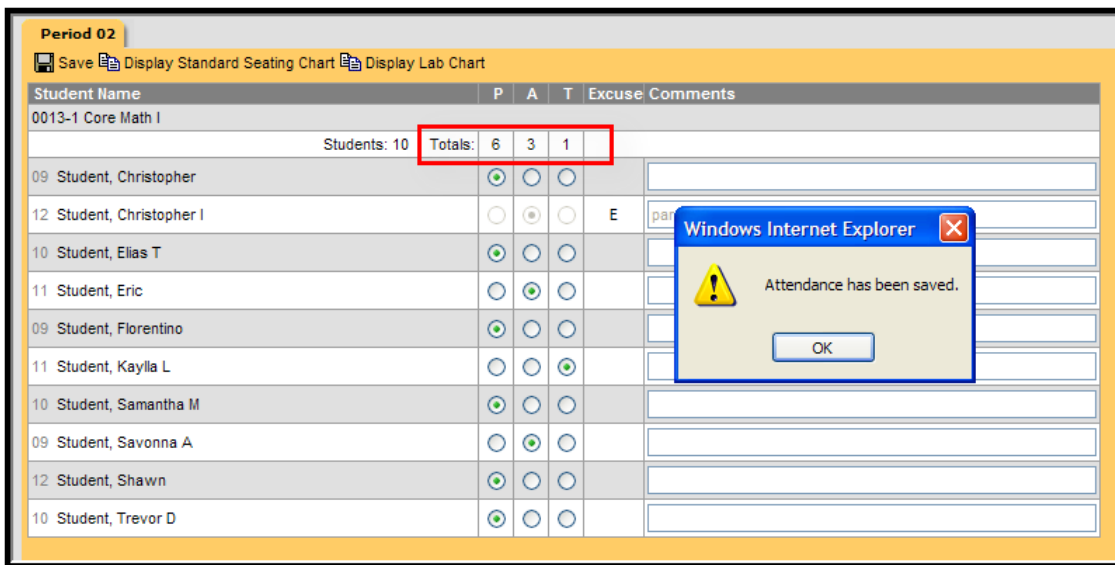 Period 02
Save Display Standard Seating Chart Display Lab Chart
Student Name P A T Excuse Comments
0013-1 Core Math I
Students: 10 Totals: 6 3 1
09 Student, Christopher
12 Student, Christopher I E
10 Student, Elias T
11 Student, Eric
09 Student, Florentino
11 Student, Kaylla L
10 Student, Samantha M
09 Student, Savonna A
12 Student, Shawn
10 Student, Trevor D
Windows Internet Explorer
Attendance has been saved.
OK